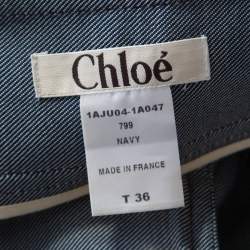 Chloé
1AJU04-1A047
799
NAVY
MADE IN FRANCE
T 36